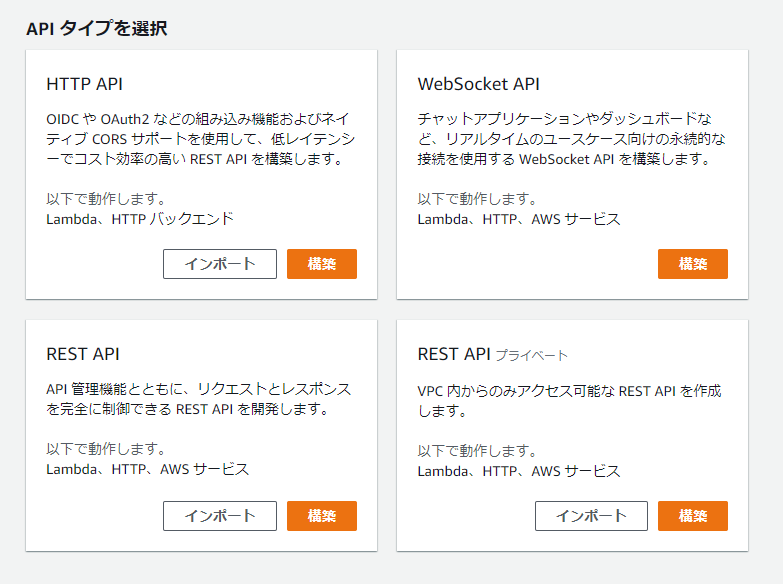 API タイプを選択
HTTP API
OIDC や OAuth2 などの組み込み機能およびネイ
ティブ CORS サポートを使用して、低レイテンシ
ーでコスト効率の高い REST API を構築します。
以下で動作します。
Lambda、HTTP バックエンド
インポート
構築
WebSocket API
チャットアプリケーションやダッシュボードな
ど、リアルタイムのユースケース向けの永続的な
接続を使用する WebSocket API を構築します。
以下で動作します。
Lambda、HTTP、AWS サービス
構築
REST API
API 管理機能とともに、リクエストとレスポンス
を完全に制御できる REST API を開発します。
以下で動作します。
Lambda、HTTP、AWS サービス
インポート
構築
REST API プライベート
VPC 内からのみアクセス可能な REST API を作成
します。
以下で動作します。
Lambda、HTTP、AWS サービス
インポート
構築